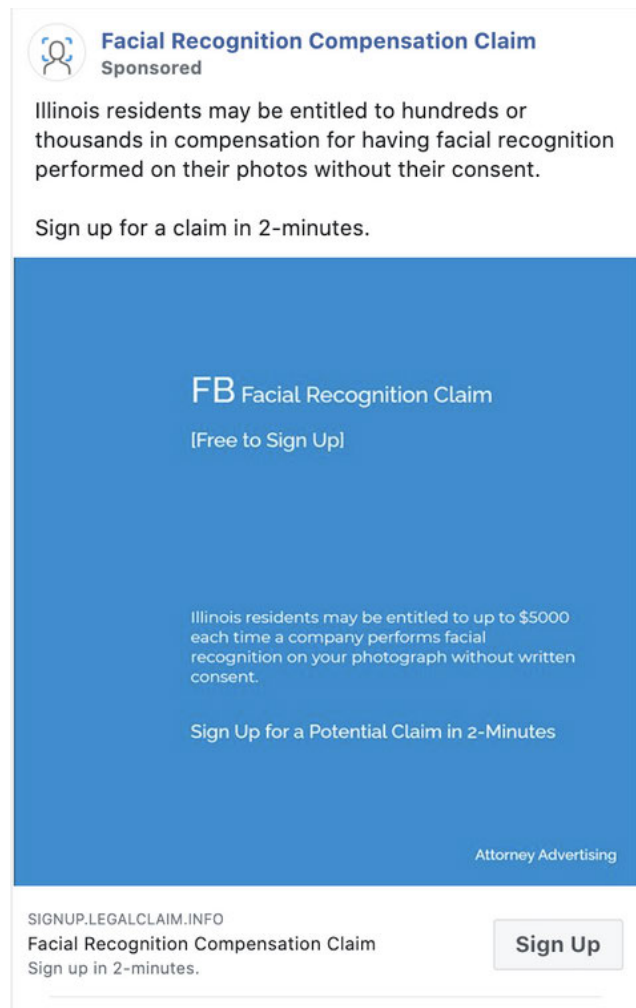 Facial Recognition Compensation Claim
Sponsored
Illinois residents may be entitled to hundreds or
thousands in compensation for having facial recognition
performed on their photos without their consent.
Sign up for a claim in 2-minutes.
FB Facial Recognition Claim
[Free to Sign Up]
Illinois residents may be entitled to up to $5000
each time a company performs facial
recognition on your photograph without written
consent.
Sign Up for a Potential Claim in 2-Minutes
Attorney Advertising
SIGNUP.LEGALCLAIM.INFO
Facial Recognition Compensation Claim
Sign up in 2-minutes.
Sign Up